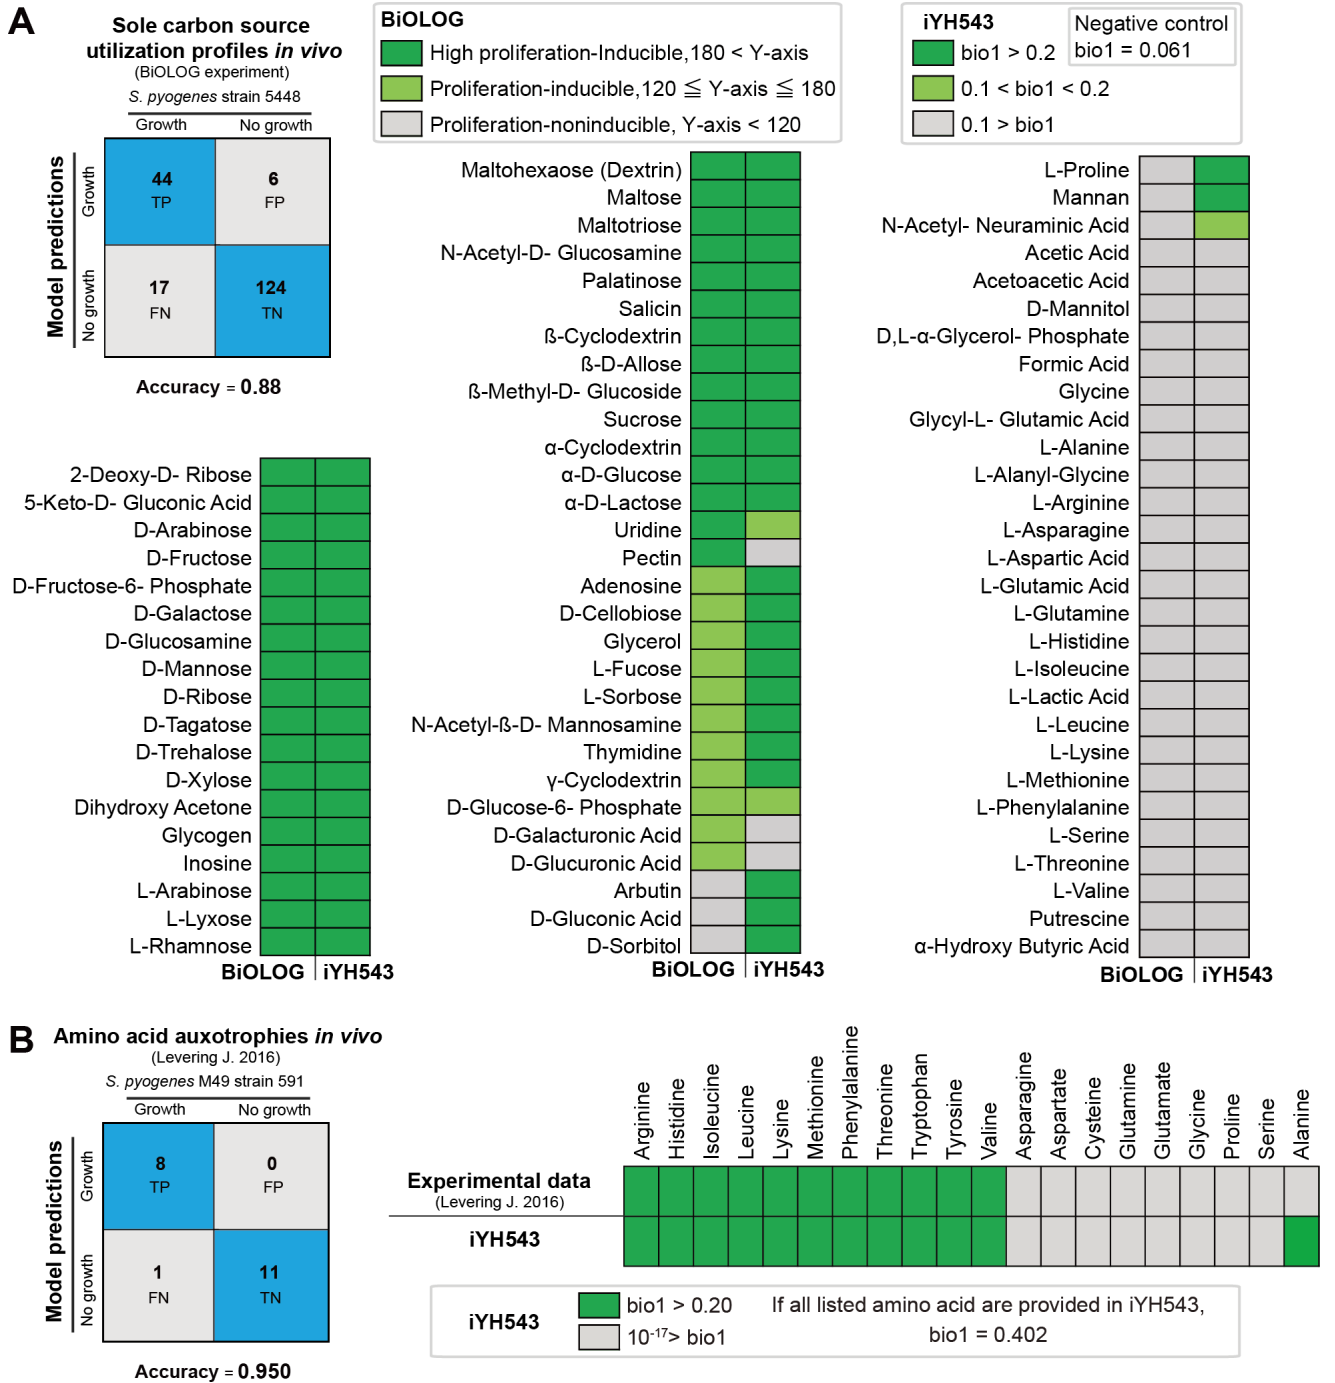 A
Sole carbon source
utilization profiles in vivo
(BiOLOG experiment)
S. pyogenes strain 5448
Growth
No growth
Model predictions
Growth
No growth
44
TP
6
FP
17
FN
124
TN
Accuracy = 0.88
BiOLOG
High proliferation-Inducible,180 < Y-axis
Proliferation-inducible,120 ≦ Y-axis ≦ 180
Proliferation-noninducible, Y-axis < 120
iYH543
bio1 > 0.2
0.1 < bio1 < 0.2
0.1 > bio1
Negative control
bio1 = 0.061
2-Deoxy-D- Ribose
5-Keto-D- Gluconic Acid
D-Arabinose
D-Fructose
D-Fructose-6- Phosphate
D-Galactose
D-Glucosamine
D-Mannose
D-Ribose
D-Tagatose
D-Trehalose
D-Xylose
Dihydroxy Acetone
Glycogen
Inosine
L-Arabinose
L-Lyxose
L-Rhamnose
BiOLOG | iYH543
Maltohexaose (Dextrin)
Maltose
Maltotriose
N-Acetyl-D- Glucosamine
Palatinose
Salicin
ß-Cyclodextrin
ß-D-Allose
ß-Methyl-D- Glucoside
Sucrose
α-Cyclodextrin
α-D-Glucose
α-D-Lactose
Uridine
Pectin
Adenosine
D-Cellobiose
Glycerol
L-Fucose
L-Sorbose
N-Acetyl-ß-D- Mannosamine
Thymidine
γ-Cyclodextrin
D-Glucose-6- Phosphate
D-Galacturonic Acid
D-Glucuronic Acid
Arbutin
D-Gluconic Acid
D-Sorbitol
BiOLOG | iYH543
L-Proline
Mannan
N-Acetyl- Neuraminic Acid
Acetic Acid
Acetoacetic Acid
D-Mannitol
D,L-α-Glycerol- Phosphate
Formic Acid
Glycine
Glycyl-L- Glutamic Acid
L-Alanine
L-Alanyl-Glycine
L-Arginine
L-Asparagine
L-Aspartic Acid
L-Glutamic Acid
L-Glutamine
L-Histidine
L-Isoleucine
L-Lactic Acid
L-Leucine
L-Lysine
L-Methionine
L-Phenylalanine
L-Serine
L-Threonine
L-Valine
Putrescine
α-Hydroxy Butyric Acid
BiOLOG | iYH543
B
Amino acid auxotrophies in vivo
(Levering J. 2016)
S. pyogenes M49 strain 591
Growth
No growth
Model predictions
Growth
No growth
8
TP
0
FP
1
FN
11
TN
Accuracy = 0.950
Arginine
Histidine
Isoleucine
Leucine
Lysine
Methionine
Phenylalanine
Threonine
Tryptophan
Tyrosine
Valine
Asparagine
Aspartate
Cysteine
Glutamine
Glutamate
Glycine
Proline
Serine
Alanine
Experimental data
(Levering J. 2016)
iYH543
iYH543
bio1 > 0.20
10⁻¹⁷> bio1
If all listed amino acid are provided in iYH543,
bio1 = 0.402